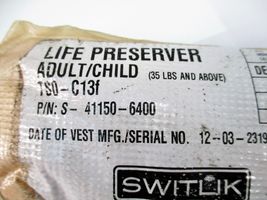 LIFE PRESERVER
ADULT/CHILD (35 LBS AND ABOVE)
TSO-C13f
P/N: S- 41150-6400
DATE OF VEST MFG./SERIAL NO. 12-03-2319
SWITLIK
DE